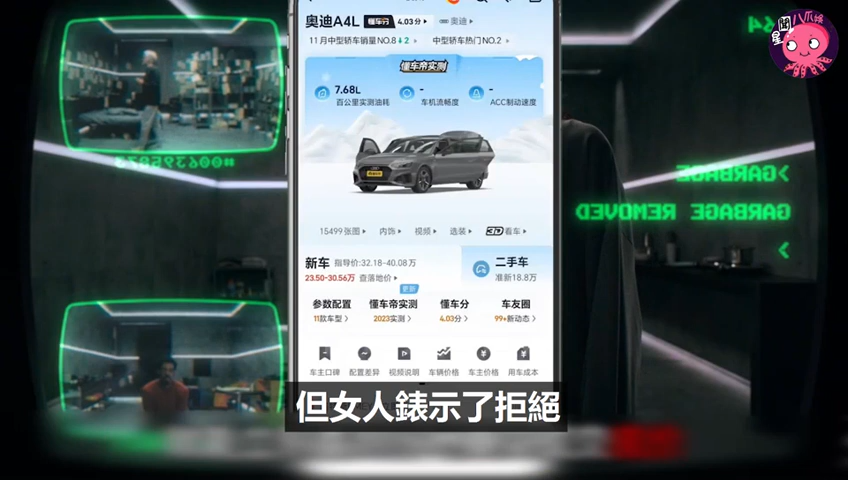 奥迪A4L 懂车分 4.03分 奥迪
11月中型轿车销量NO.8 2 中型轿车热门NO.2
懂车帝实测
7.68L
百公里实测油耗
-
车机流畅度
-
ACC制动速度
15499张图 内饰 视频 选装 3D看车
新车 指导价:32.18-40.08万
23.50-30.56万 查落地价
二手车
准新18.8万
更新
参数配置 懂车帝实测 懂车分 车友圈
11款车型 2023实测 4.03分 99+新动态
车主口碑 配置差异 视频说明 车辆价格 车主价格 用车成本
但女人錶示了拒絕
八爪娱
星聞
#006395873
GARBAGE
GARBAGE REMOVED